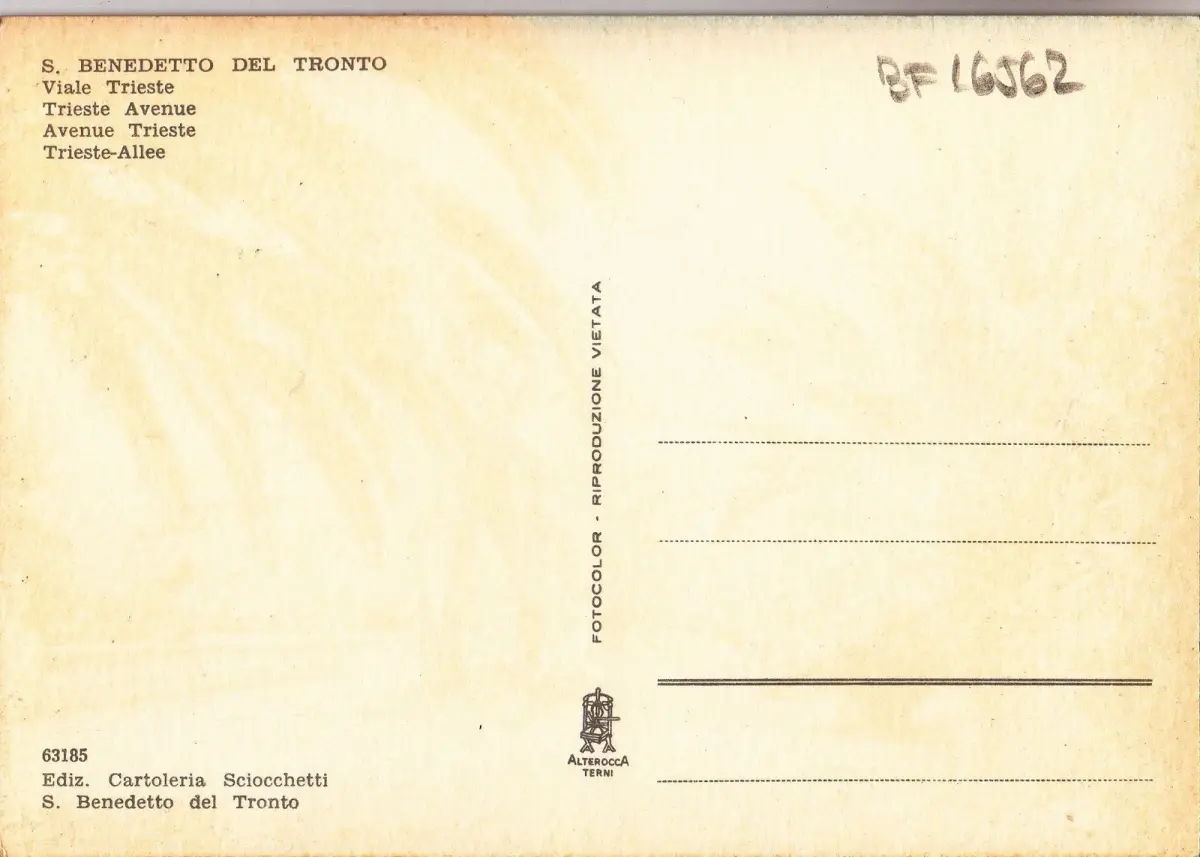 S. BENEDETTO DEL TRONTO
Viale Trieste
Trieste Avenue
Avenue Trieste
Trieste-Allee
BF 16562
FOTOCOLOR - RIPRODUZIONE VIETATA
63185
Ediz. Cartoleria Sciocchetti
S. Benedetto del Tronto
ALTEROCCA
TERNI